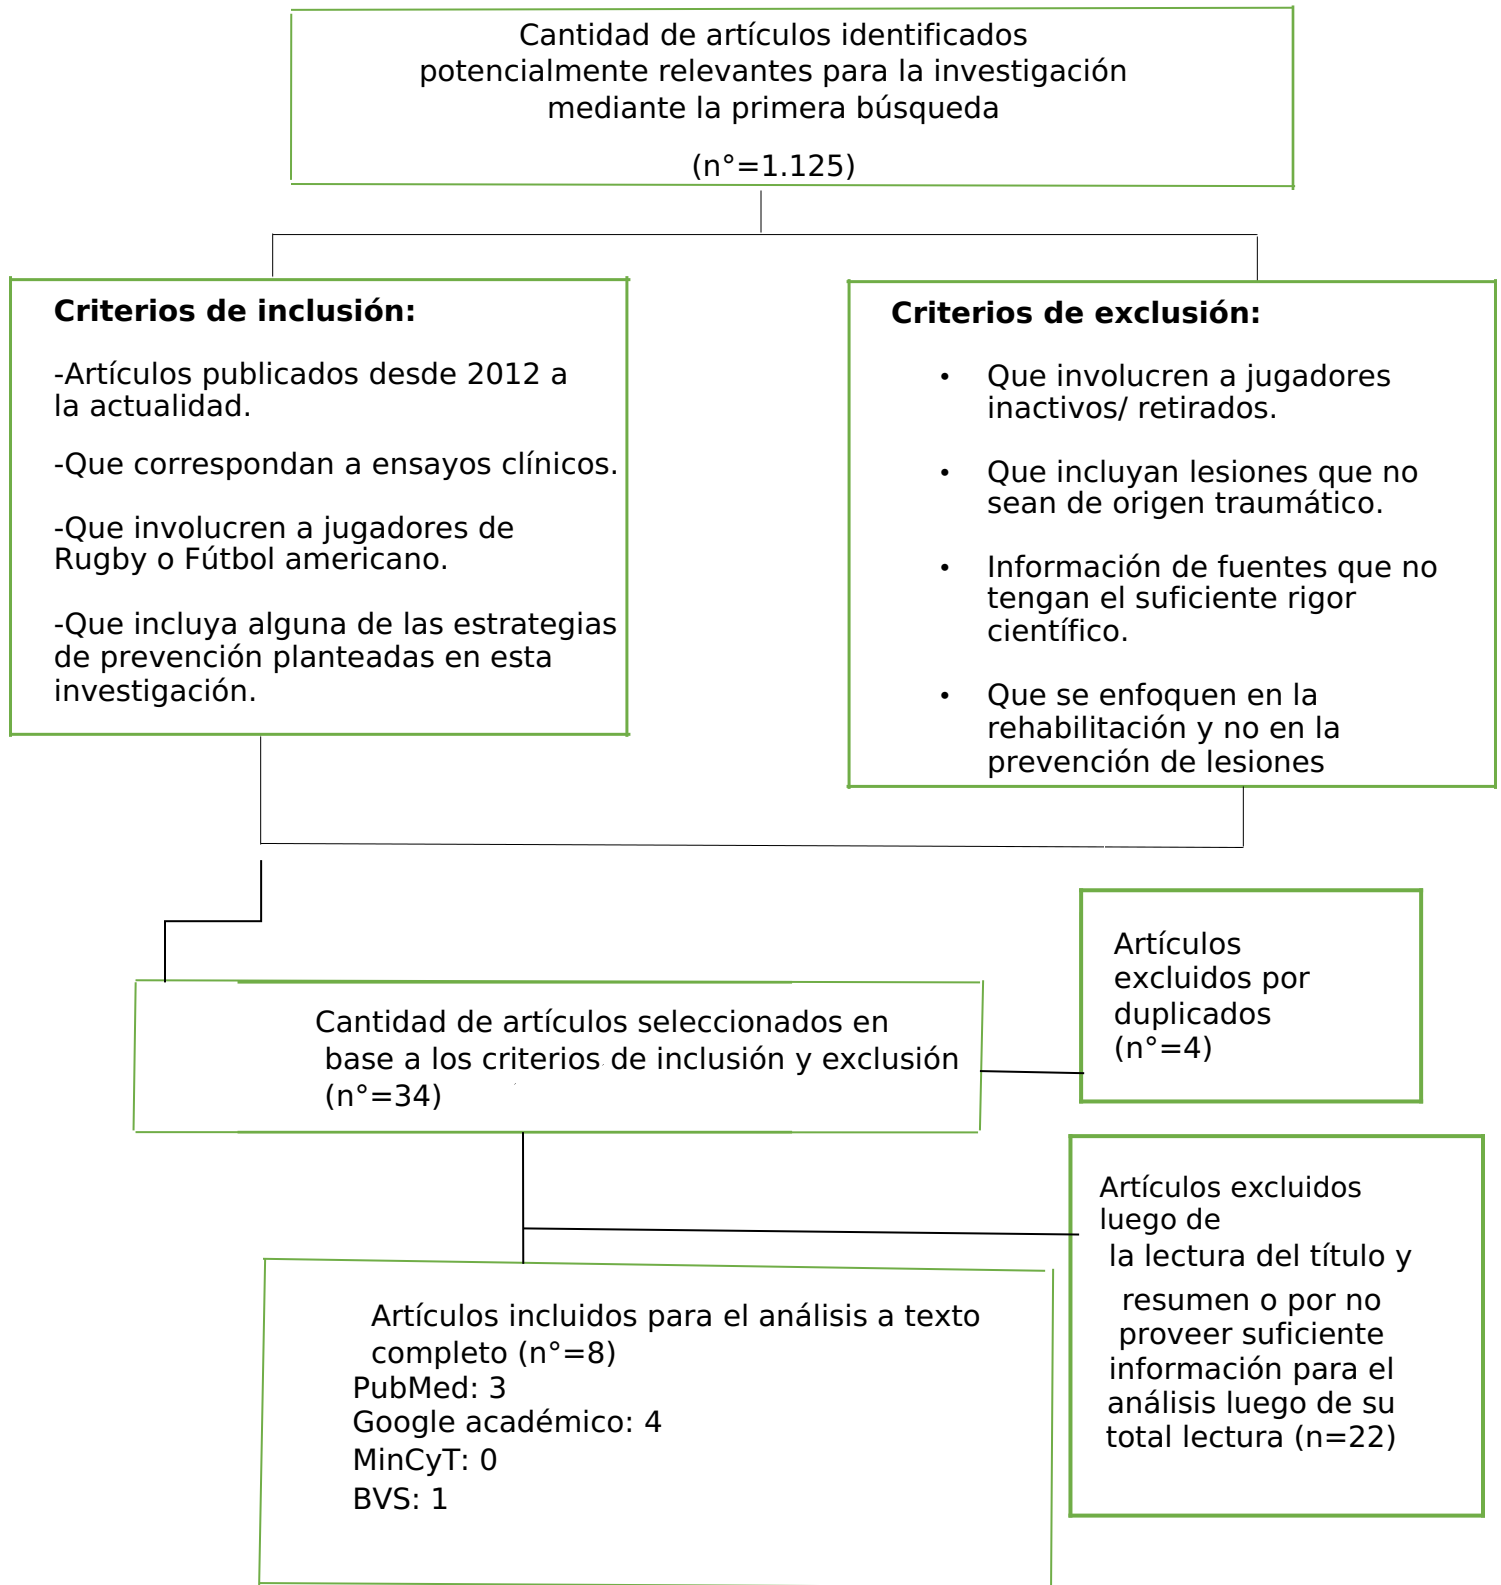 Cantidad de artículos identificados
potencialmente relevantes para la investigación
mediante la primera búsqueda
(n°=1.125)
Criterios de inclusión:
-Artículos publicados desde 2012 a
la actualidad.
-Que correspondan a ensayos clínicos.
-Que involucren a jugadores de
Rugby o Fútbol americano.
-Que incluya alguna de las estrategias
de prevención planteadas en esta
investigación.
Criterios de exclusión:
• Que involucren a jugadores
inactivos/ retirados.
• Que incluyan lesiones que no
sean de origen traumático.
• Información de fuentes que no
tengan el suficiente rigor
científico.
• Que se enfoquen en la
rehabilitación y no en la
prevención de lesiones
Artículos
excluidos por
duplicados
(n°=4)
Cantidad de artículos seleccionados en
base a los criterios de inclusión y exclusión
(n°=34)
Artículos excluidos
luego de
la lectura del título y
resumen o por no
proveer suficiente
información para el
análisis luego de su
total lectura (n=22)
Artículos incluidos para el análisis a texto
completo (n°=8)
PubMed: 3
Google académico: 4
MinCyT: 0
BVS: 1